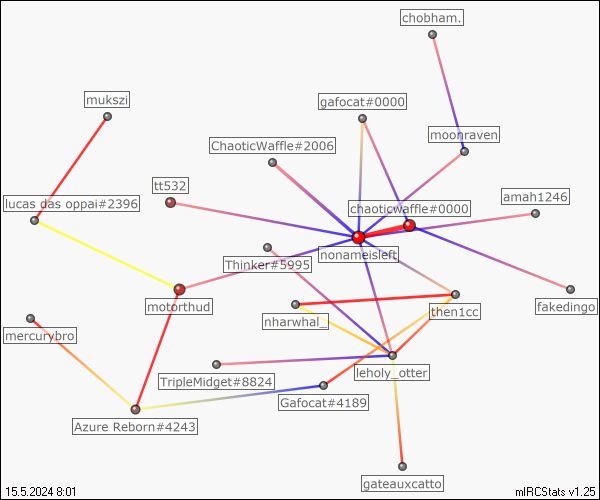 chobham.
mukszi
gafocat#0000
moonraven
ChaoticWaffle#2006
tt532
amah1246
lucas das oppai#2396
chaoticwaffle#0000
nonameisleft
Thinker#5995
motorthud
fakedingo
then1cc
nharwhal_
mercurybro
leholy_otter
TripleMidget#8824
Gafocat#4189
Azure Reborn#4243
gateauxcatto
15.5.2024 8:01
mIRCStats v1.25